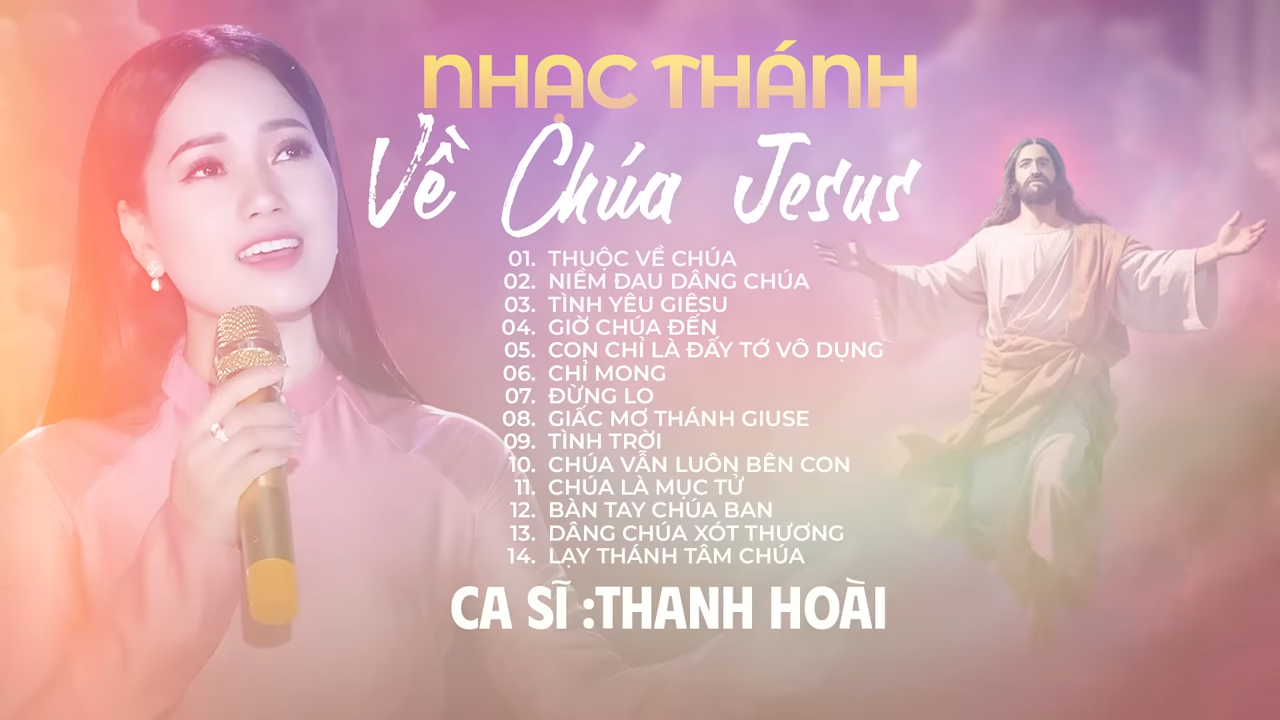 NHẠC THÁNH
Về Chúa Jesus
01. THUỘC VỀ CHÚA
02. NIỀM ĐAU DÂNG CHÚA
03. TÌNH YÊU GIÊSU
04. GIỜ CHÚA ĐẾN
05. CON CHỈ LÀ ĐẦY TỚ VÔ DỤNG
06. CHỈ MONG
07. ĐỪNG LO
08. GIẤC MƠ THÁNH GIUSE
09. TÌNH TRỜI
10. CHÚA VẪN LUÔN BÊN CON
11. CHÚA LÀ MỤC TỬ
12. BÀN TAY CHÚA BAN
13. DÂNG CHÚA XÓT THƯƠNG
14. LẠY THÁNH TÂM CHÚA
CA SĨ :THANH HOÀI